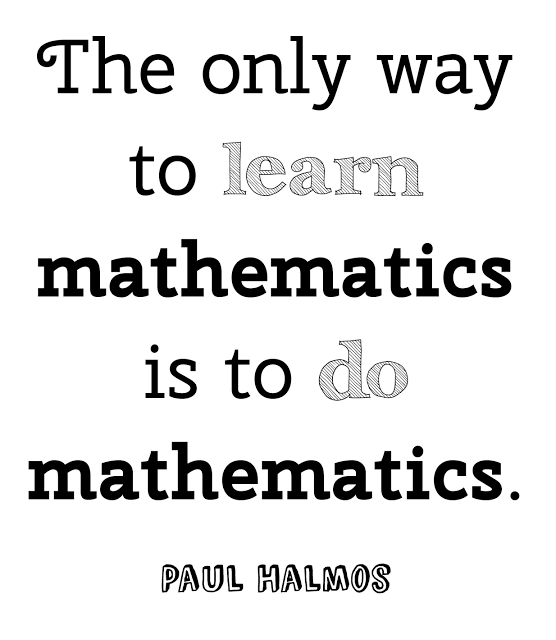 The only way
to learn
mathematics
is to do
mathematics.
PAUL HALMOS